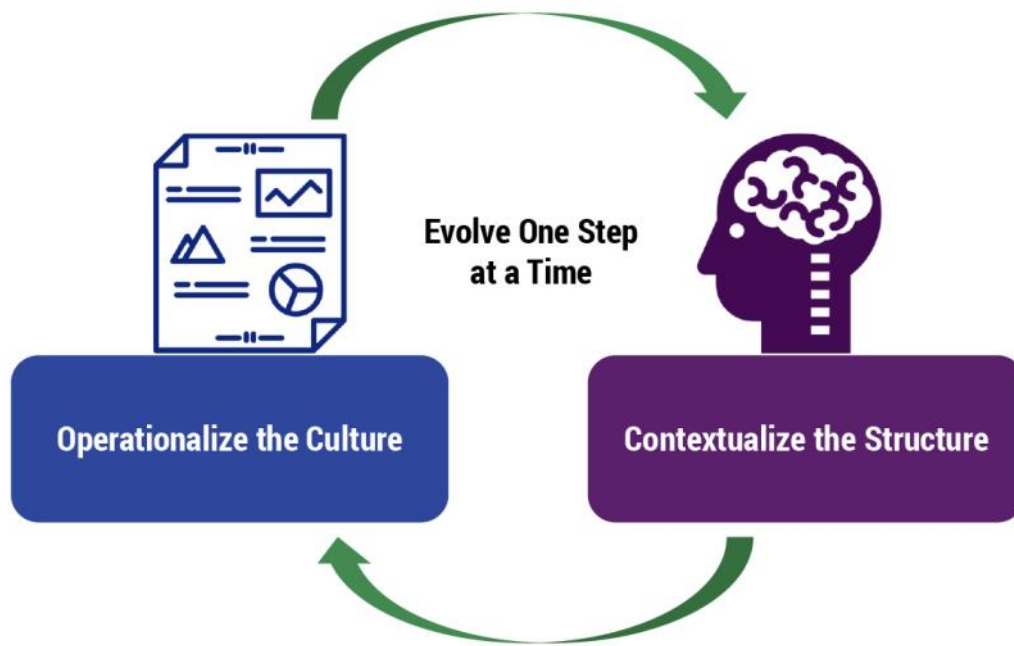 Evolve One Step
at a Time
Operationalize the Culture
Contextualize the Structure